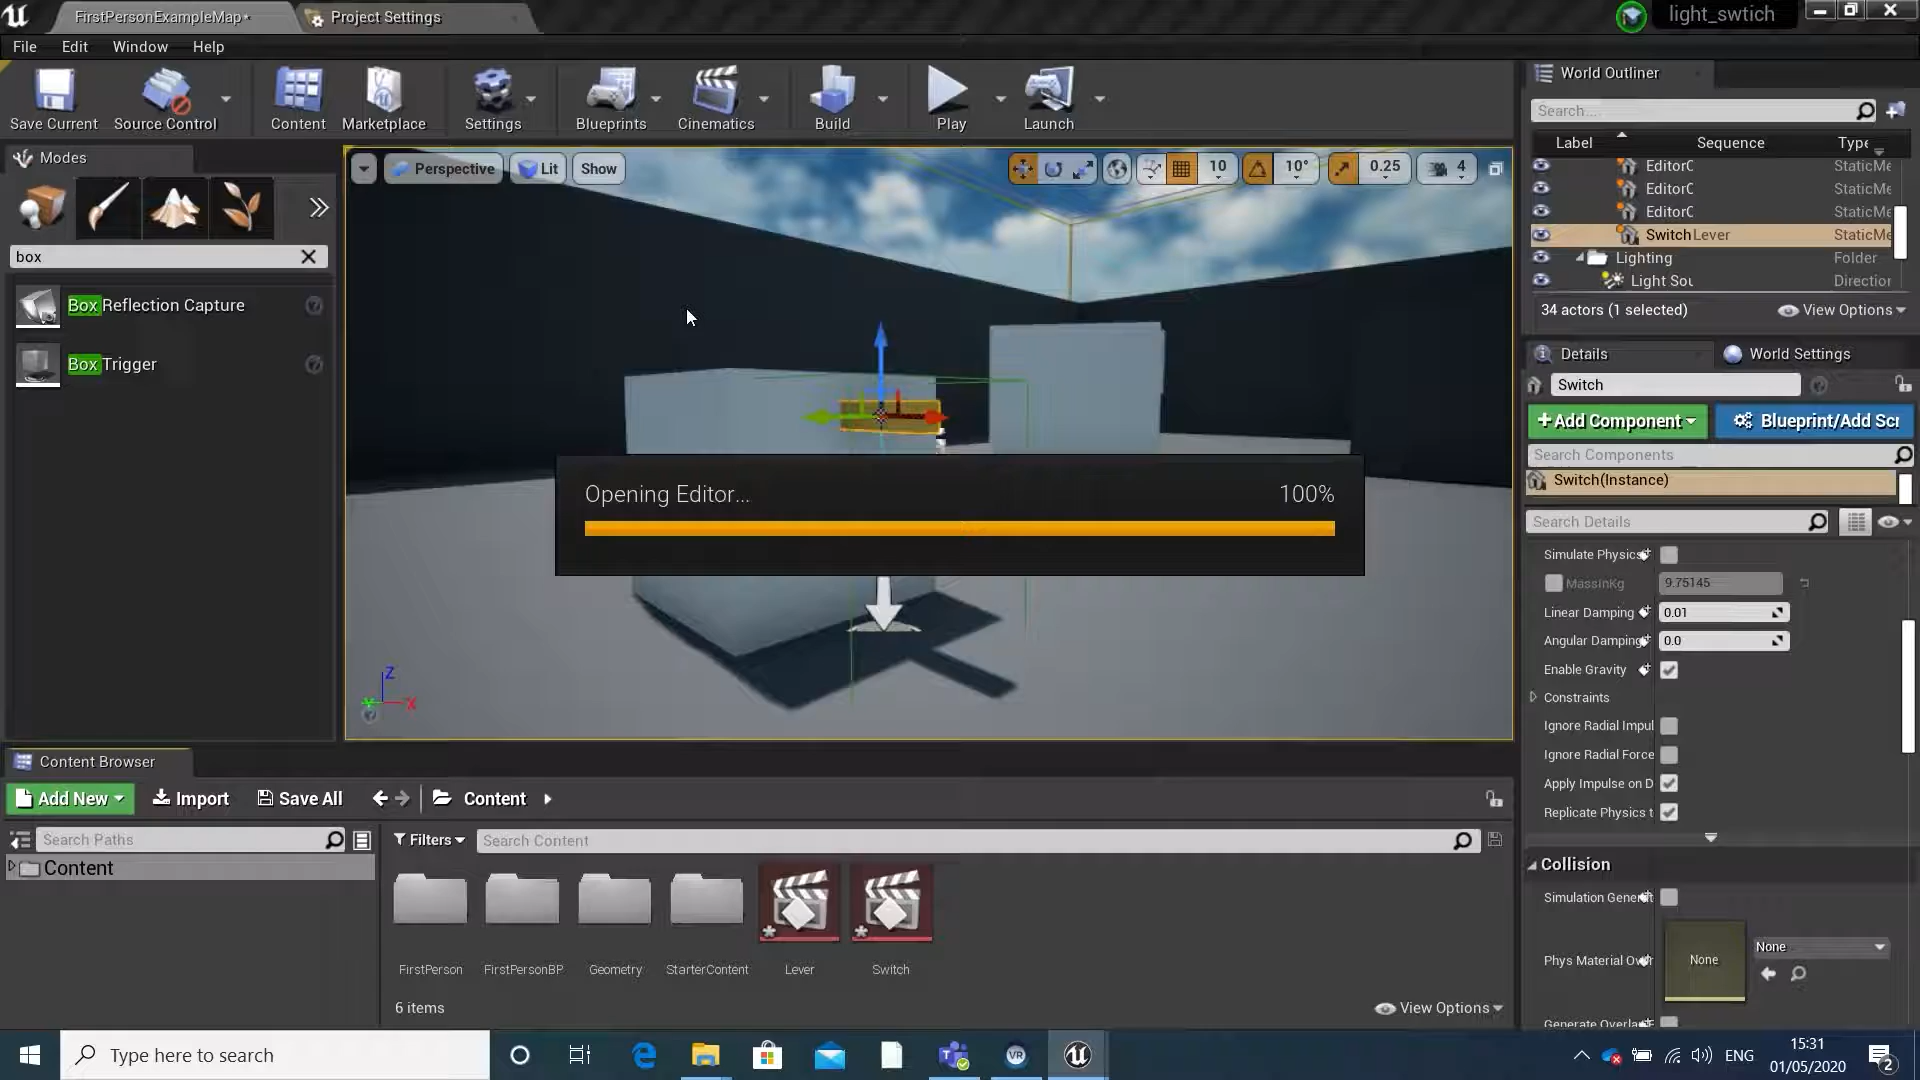 FirstPersonExampleMap*
Project Settings
light_swtich
File
Edit
Window
Help
Save Current
Source Control
Content
Marketplace
Settings
Blueprints
Cinematics
Build
Play
Launch
World Outliner
Search...
Label
Sequence
Type
EditorC
StaticMe
EditorC
StaticMe
EditorC
StaticMe
Switch
Lever
StaticMe
Lighting
Folder
Light Sou
Direction
34 actors (1 selected)
View Options
Modes
box
Box Reflection Capture
Box Trigger
Perspective
Lit
Show
10
10°
0.25
4
Opening Editor...
100%
Z
X
Y
Details
World Settings
Switch
+Add Component
Blueprint/Add Scr
Search Components
Switch(Instance)
Search Details
Simulate Physics
MassInKg
9.75145
Linear Damping
0.01
Angular Damping
0.0
Enable Gravity
Constraints
Ignore Radial Impul
Ignore Radial Force
Apply Impulse on D
Replicate Physics t
Collision
Simulation Generat
Phys Material Over
None
None
Generate Overlap E
Content Browser
Add New
Import
Save All
Content
Search Paths
Content
Filters
Search Content
FirstPerson
FirstPersonBP
Geometry
StarterContent
Lever
Switch
6 items
View Options
Type here to search
VR
ENG
15:31
01/05/2020
2